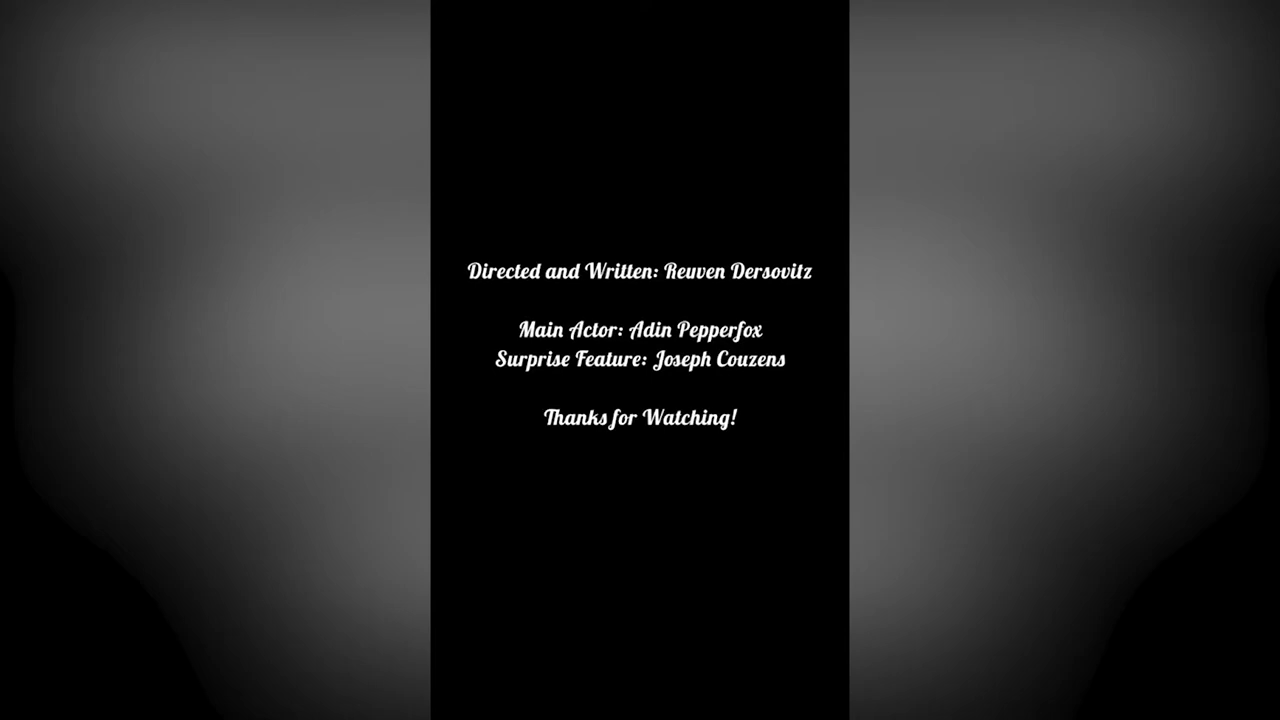 Directed and Written: Reuven Dersovitz
Main Actor: Adin Pepperfox
Surprise Feature: Joseph Couzens
Thanks for Watching!